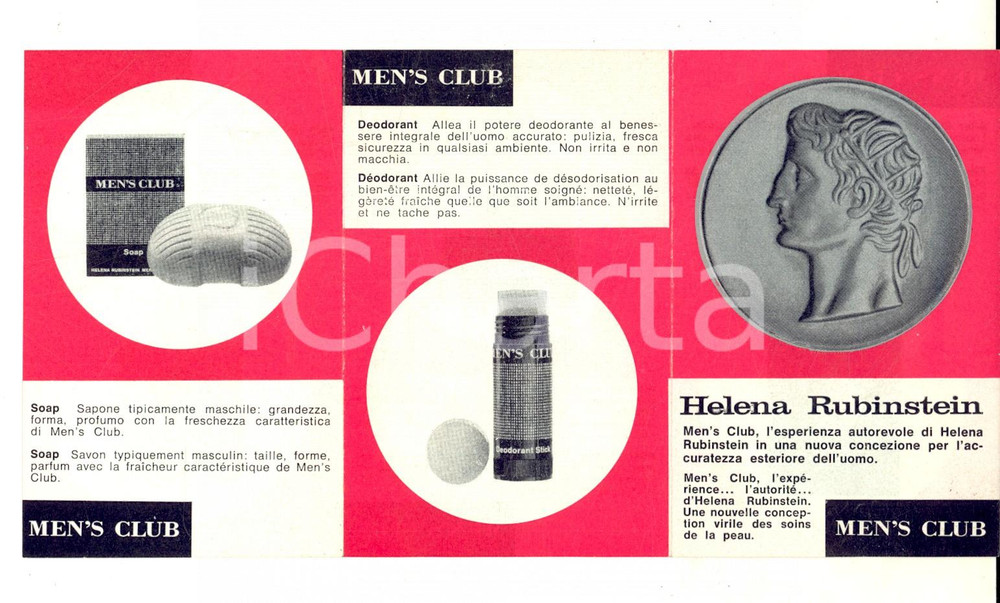 MEN'S CLUB
Soap
HELENA RUBINSTEIN
Soap Sapone tipicamente maschile: grandezza,
forma, profumo con la freschezza caratteristica
di Men's Club.
Soap Savon typiquement masculin: taille, forme,
parfum avec la fraîcheur caractéristique de Men's
Club.
MEN'S CLUB
MEN'S CLUB
Deodorant Allea il potere deodorante al benes-
sere integrale dell'uomo accurato: pulizia, fresca
sicurezza in qualsiasi ambiente. Non irrita e non
macchia.
Déodorant Allie la puissance de désodorisation au
bien-être intégral de l'homme soigné: netteté, lé-
gèreté fraîche quelle que soit l'ambiance. N'irrite
et ne tache pas.
EN'S CLU
Deodorant Stick
iCharta
Helena Rubinstein
Men's Club, l'esperienza autorevole di Helena
Rubinstein in una nuova concezione per l'ac-
curatezza esteriore dell'uomo.
Men's Club, l'expé-
rience... l'autorité...
d'Helena Rubinstein.
Une nouvelle concep-
tion virile des soins
de la peau.
MEN'S CLUB